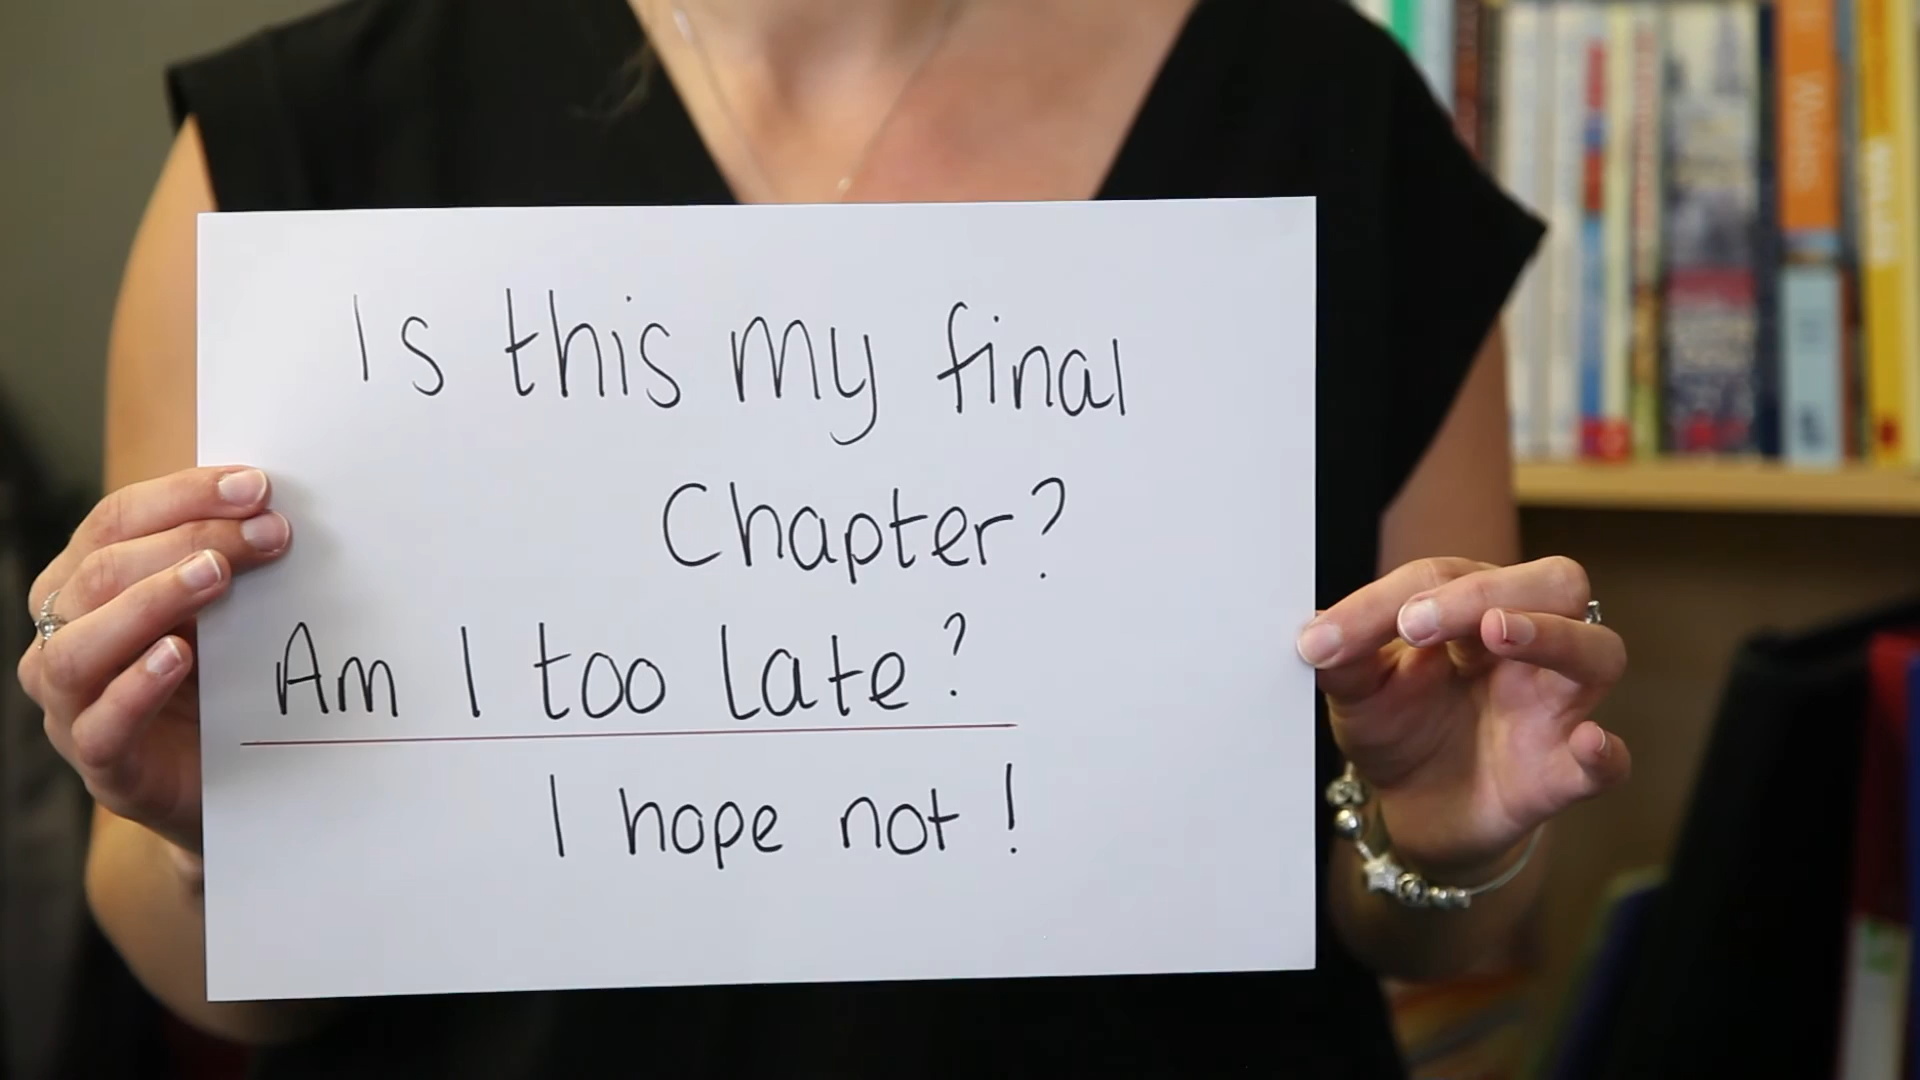 Is this my final
Chapter?
Am I too late?
I hope not!